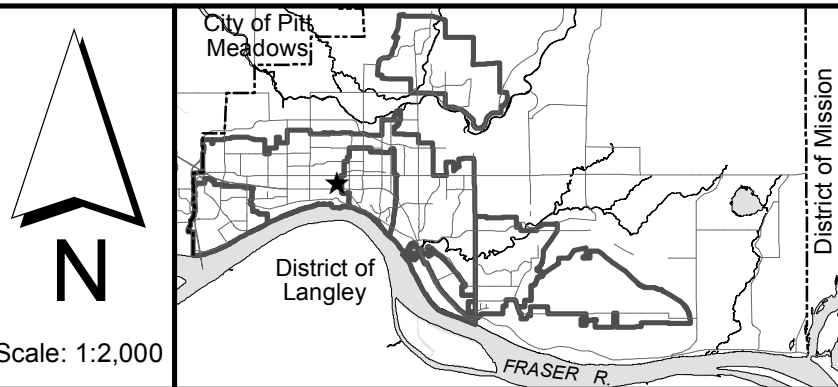 City of Pitt
Meadows
District of Mission
District of
Langley
N
Scale: 1:2,000
FRASER R.